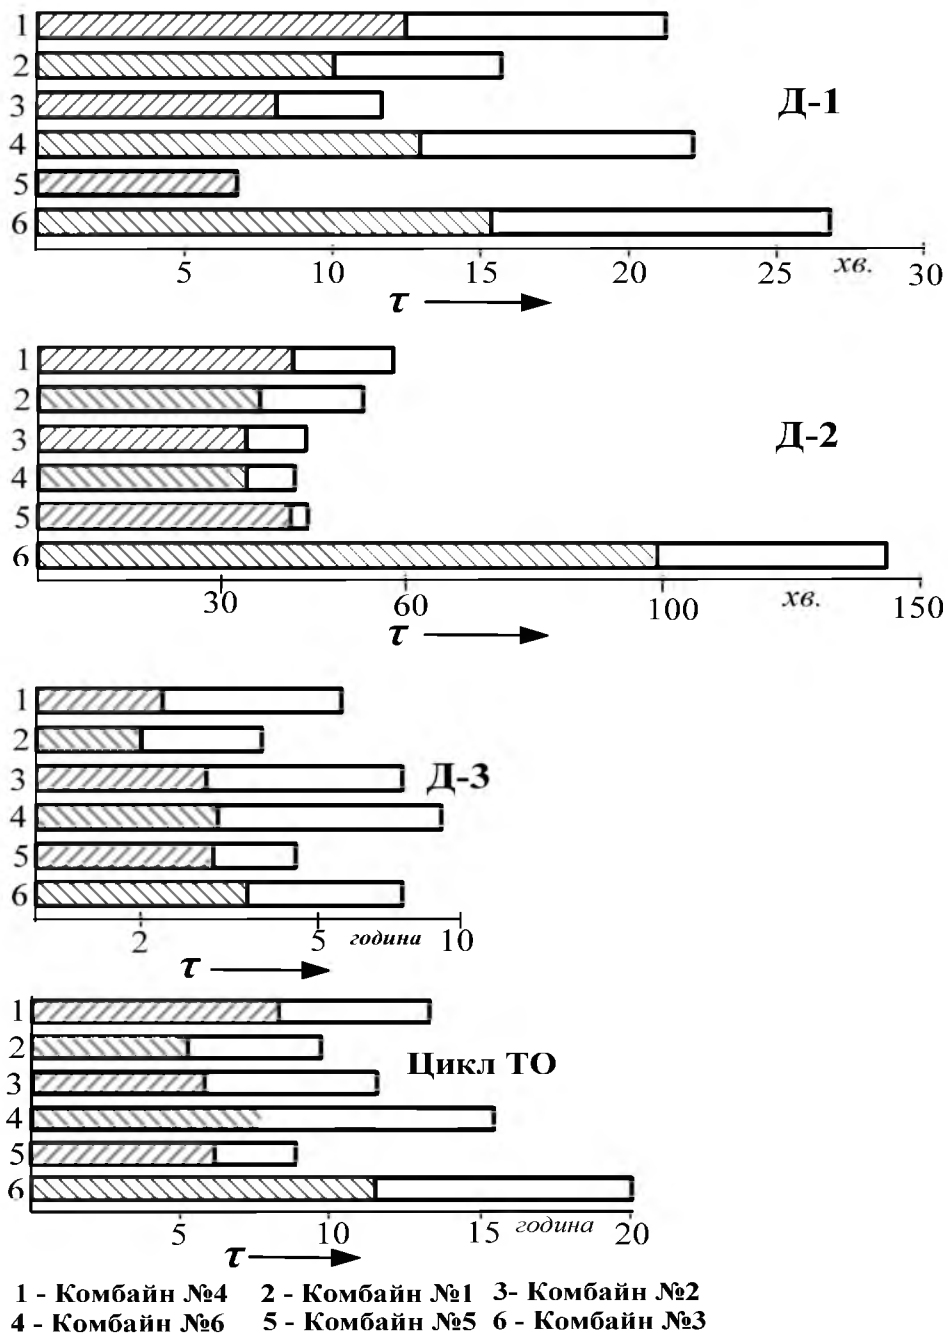 1
2
3
4
5
6
Д-1
5 10 15 20 25 хв. 30
τ
1
2
3
4
5
6
Д-2
30 60 100 хв. 150
τ
1
2
3
4
5
6
Д-3
2 5 година 10
τ
1
2
3
4
5
6
Цикл ТО
5 10 15 година 20
τ
1 - Комбайн №4 2 - Комбайн №1 3- Комбайн №2
4 - Комбайн №6 5 - Комбайн №5 6 - Комбайн №3